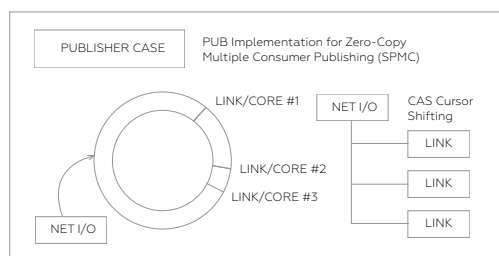 PUBLISHER CASE
PUB Implementation for Zero-Copy
Multiple Consumer Publishing (SPMC)
LINK/CORE #1
LINK/CORE #2
LINK/CORE #3
NET I/O
NET I/O
CAS Cursor
Shifting
LINK
LINK
LINK